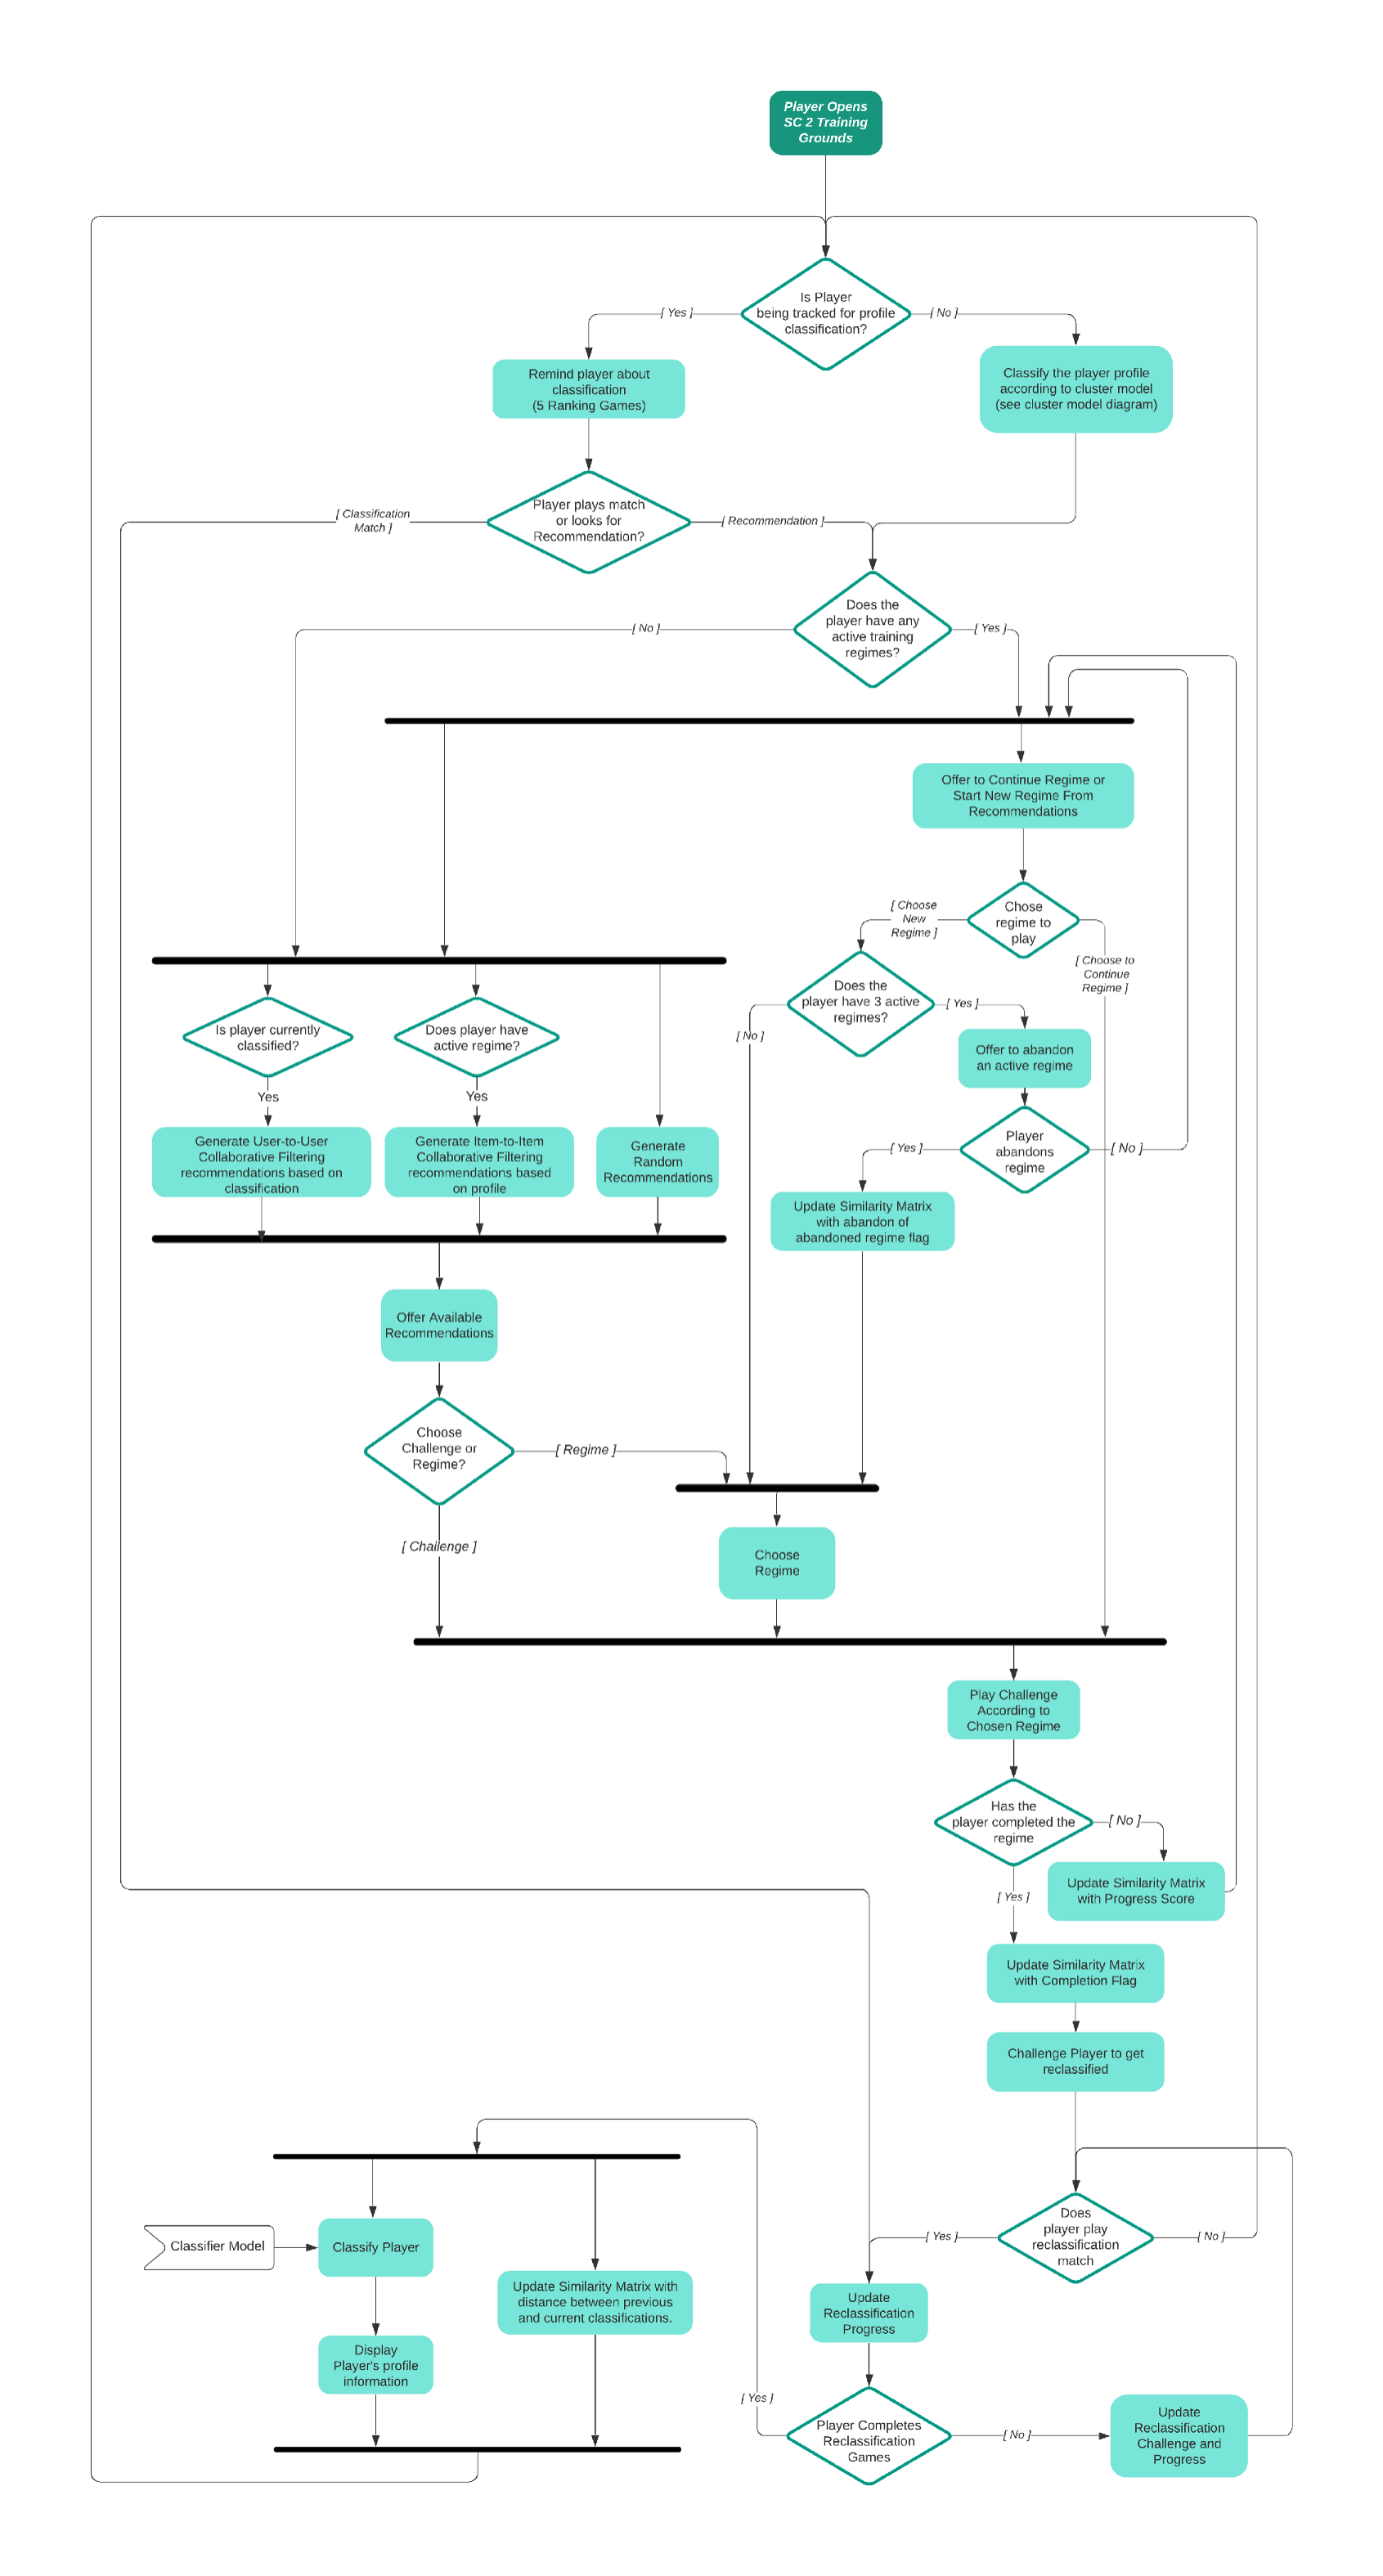 Player Opens
SC 2 Training
Grounds
Is Player
being tracked for profile
classification?
[ Yes ]
[ No ]
Remind player about
classification
(5 Ranking Games)
Classify the player profile
according to cluster model
(see cluster model diagram)
Player plays match
or looks for
Recommendation?
[ Classification
Match ]
[ Recommendation ]
Does the
player have any
active training
regimes?
[ No ]
[ Yes ]
Offer to Continue Regime or
Start New Regime From
Recommendations
Chose
regime to
play
[ Choose
New
Regime ]
[ Choose to
Continue
Regime ]
Does the
player have 3 active
regimes?
[ Yes ]
[ No ]
Is player currently
classified?
Does player have
active regime?
Offer to abandon
an active regime
Yes
Yes
Player
abandons
regime
[ Yes ]
[ No ]
Generate User-to-User
Collaborative Filtering
recommendations based on
classification
Generate Item-to-Item
Collaborative Filtering
recommendations based
on profile
Generate
Random
Recommendations
Update Similarity Matrix
with abandon of
abandoned regime flag
Offer Available
Recommendations
Choose
Challenge or
Regime?
[ Regime ]
[ Challenge ]
Choose
Regime
Play Challenge
According to
Chosen Regime
Has the
player completed the
regime
[ No ]
[ Yes ]
Update Similarity Matrix
with Progress Score
Update Similarity Matrix
with Completion Flag
Challenge Player to get
reclassified
Does
player play
reclassification
match
[ Yes ]
[ No ]
Classifier Model
Classify Player
Update Similarity Matrix with
distance between previous
and current classifications.
Update
Reclassification
Progress
Display
Player's profile
information
[ Yes ]
Player Completes
Reclassification
Games
[ No ]
Update
Reclassification
Challenge and
Progress